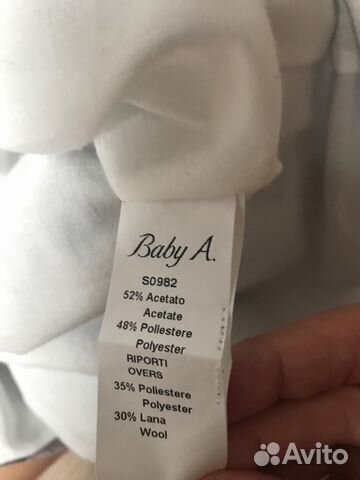 Baby A.
S0982
52% Acetato
Acetate
48% Poliestere
Polyester
RIPORTI
OVERS
35% Poliestere
Polyester
30% Lana
Wool
Avito